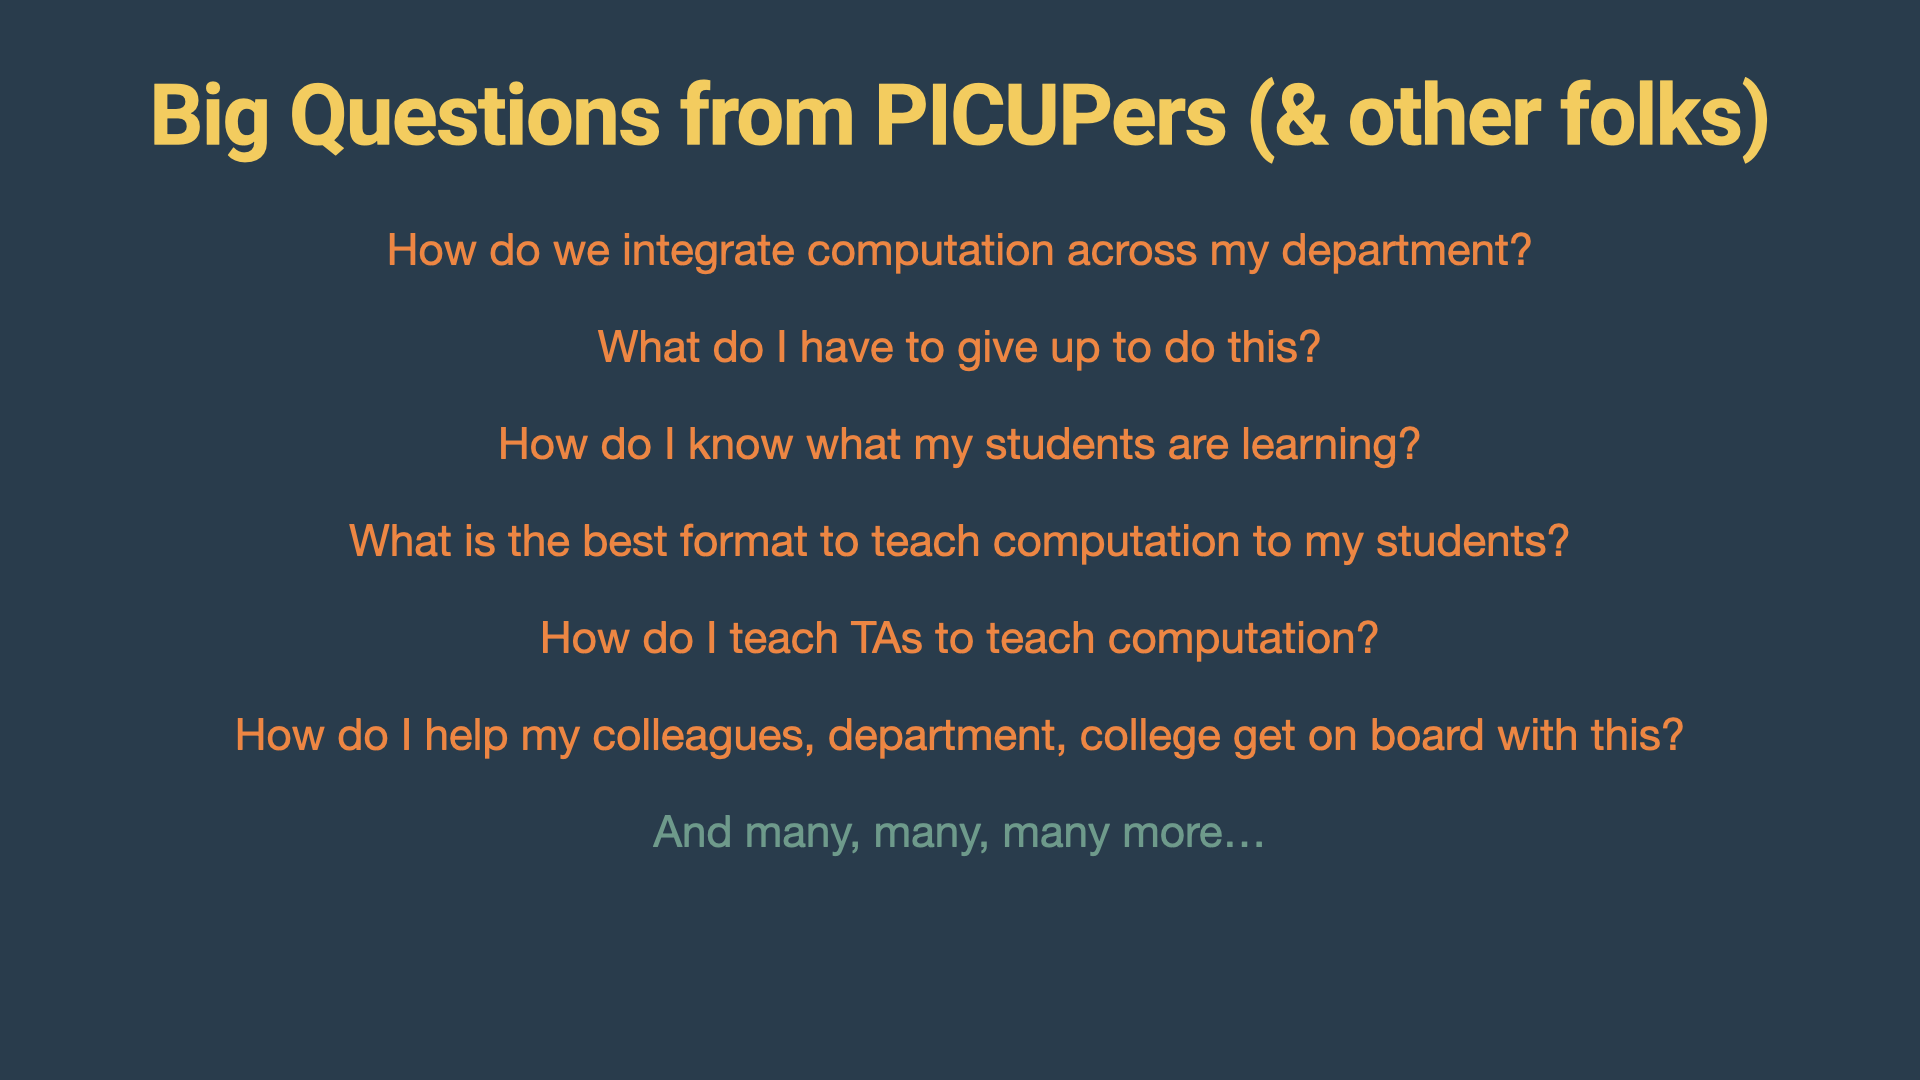 Big Questions from PICUPers (& other folks)
How do we integrate computation across my department?
What do I have to give up to do this?
How do I know what my students are learning?
What is the best format to teach computation to my students?
How do I teach TAs to teach computation?
How do I help my colleagues, department, college get on board with this?
And many, many, many more…